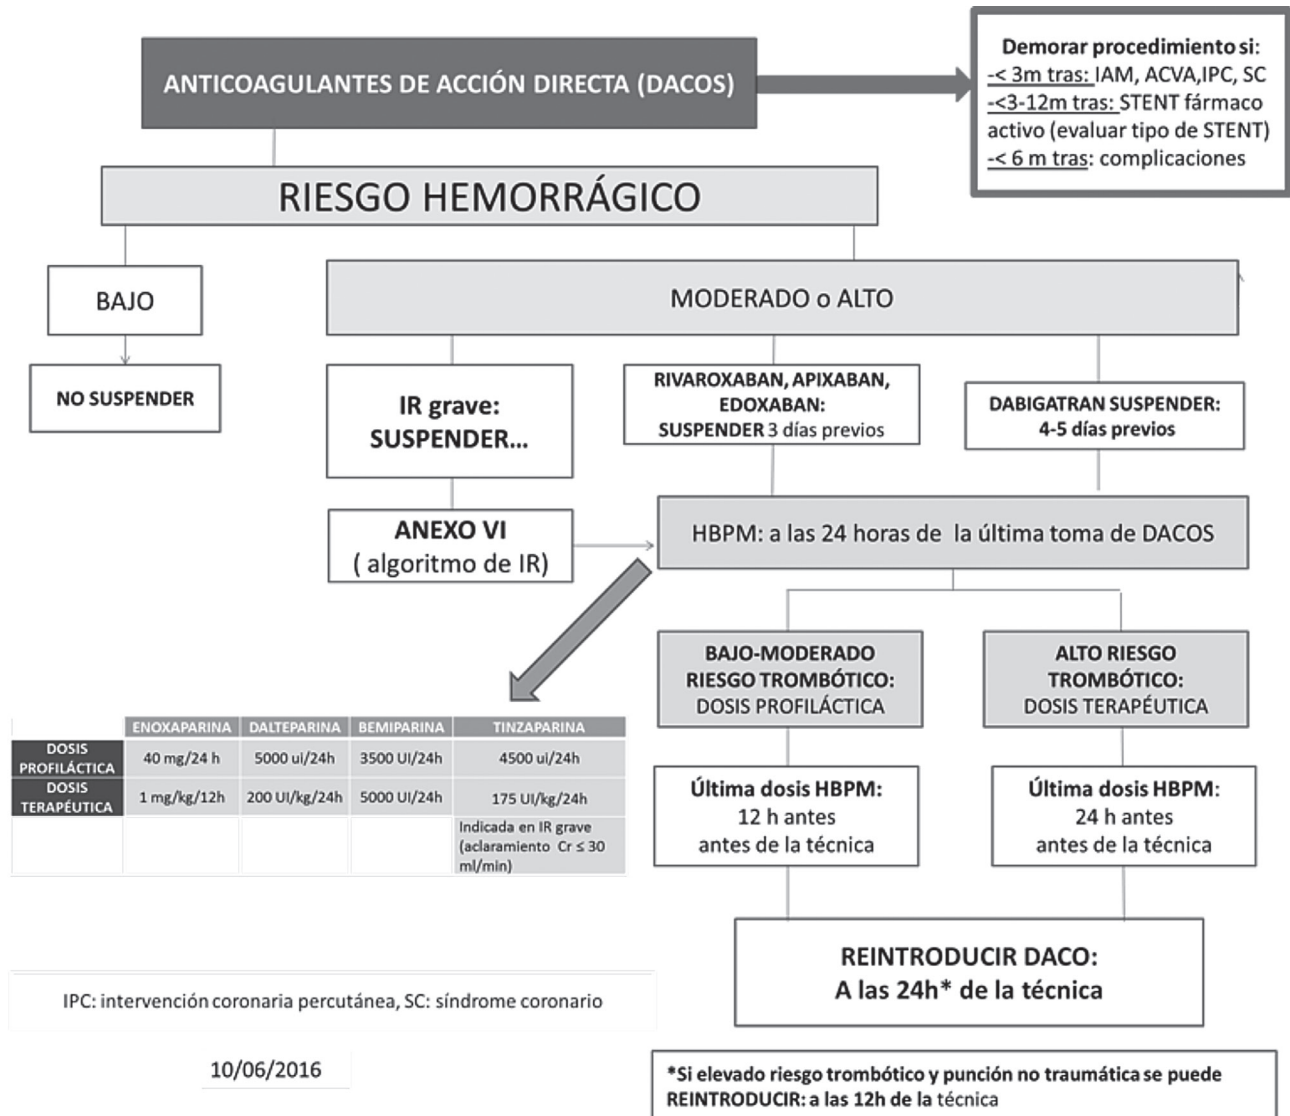 ANTICOAGULANTES DE ACCIÓN DIRECTA (DACOS)
Demorar procedimiento si:
-< 3m tras: IAM, ACVA,IPC, SC
-<3-12m tras: STENT fármaco
activo (evaluar tipo de STENT)
-< 6 m tras: complicaciones
RIESGO HEMORRÁGICO
BAJO
MODERADO o ALTO
NO SUSPENDER
IR grave:
SUSPENDER...
RIVAROXABAN, APIXABAN,
EDOXABAN:
SUSPENDER 3 días previos
DABIGATRAN SUSPENDER:
4-5 días previos
ANEXO VI
( algoritmo de IR)
HBPM: a las 24 horas de la última toma de DACOS
BAJO-MODERADO
RIESGO TROMBÓTICO:
DOSIS PROFILÁCTICA
ALTO RIESGO
TROMBÓTICO:
DOSIS TERAPÉUTICA
ENOXAPARINA DALTEPARINA BEMIPARINA TINZAPARINA
DOSIS
PROFILÁCTICA 40 mg/24 h 5000 ui/24h 3500 UI/24h 4500 ui/24h
DOSIS
TERAPÉUTICA 1 mg/kg/12h 200 UI/kg/24h 5000 UI/24h 175 UI/kg/24h
Indicada en IR grave
(aclaramiento Cr ≤ 30
ml/min)
Última dosis HBPM:
12 h antes
antes de la técnica
Última dosis HBPM:
24 h antes
antes de la técnica
REINTRODUCIR DACO:
A las 24h* de la técnica
IPC: intervención coronaria percutánea, SC: síndrome coronario
10/06/2016
*Si elevado riesgo trombótico y punción no traumática se puede
REINTRODUCIR: a las 12h de la técnica